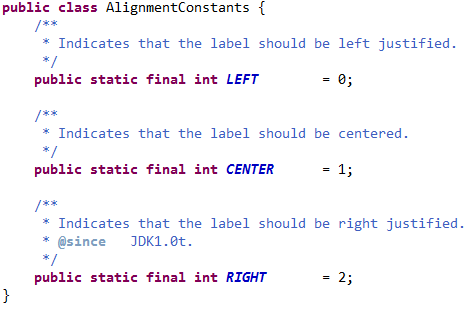 public class AlignmentConstants {
    /**
     * Indicates that the label should be left justified.
     */
    public static final int LEFT        = 0;

    /**
     * Indicates that the label should be centered.
     */
    public static final int CENTER      = 1;

    /**
     * Indicates that the label should be right justified.
     * @since   JDK1.0t.
     */
    public static final int RIGHT       = 2;
}